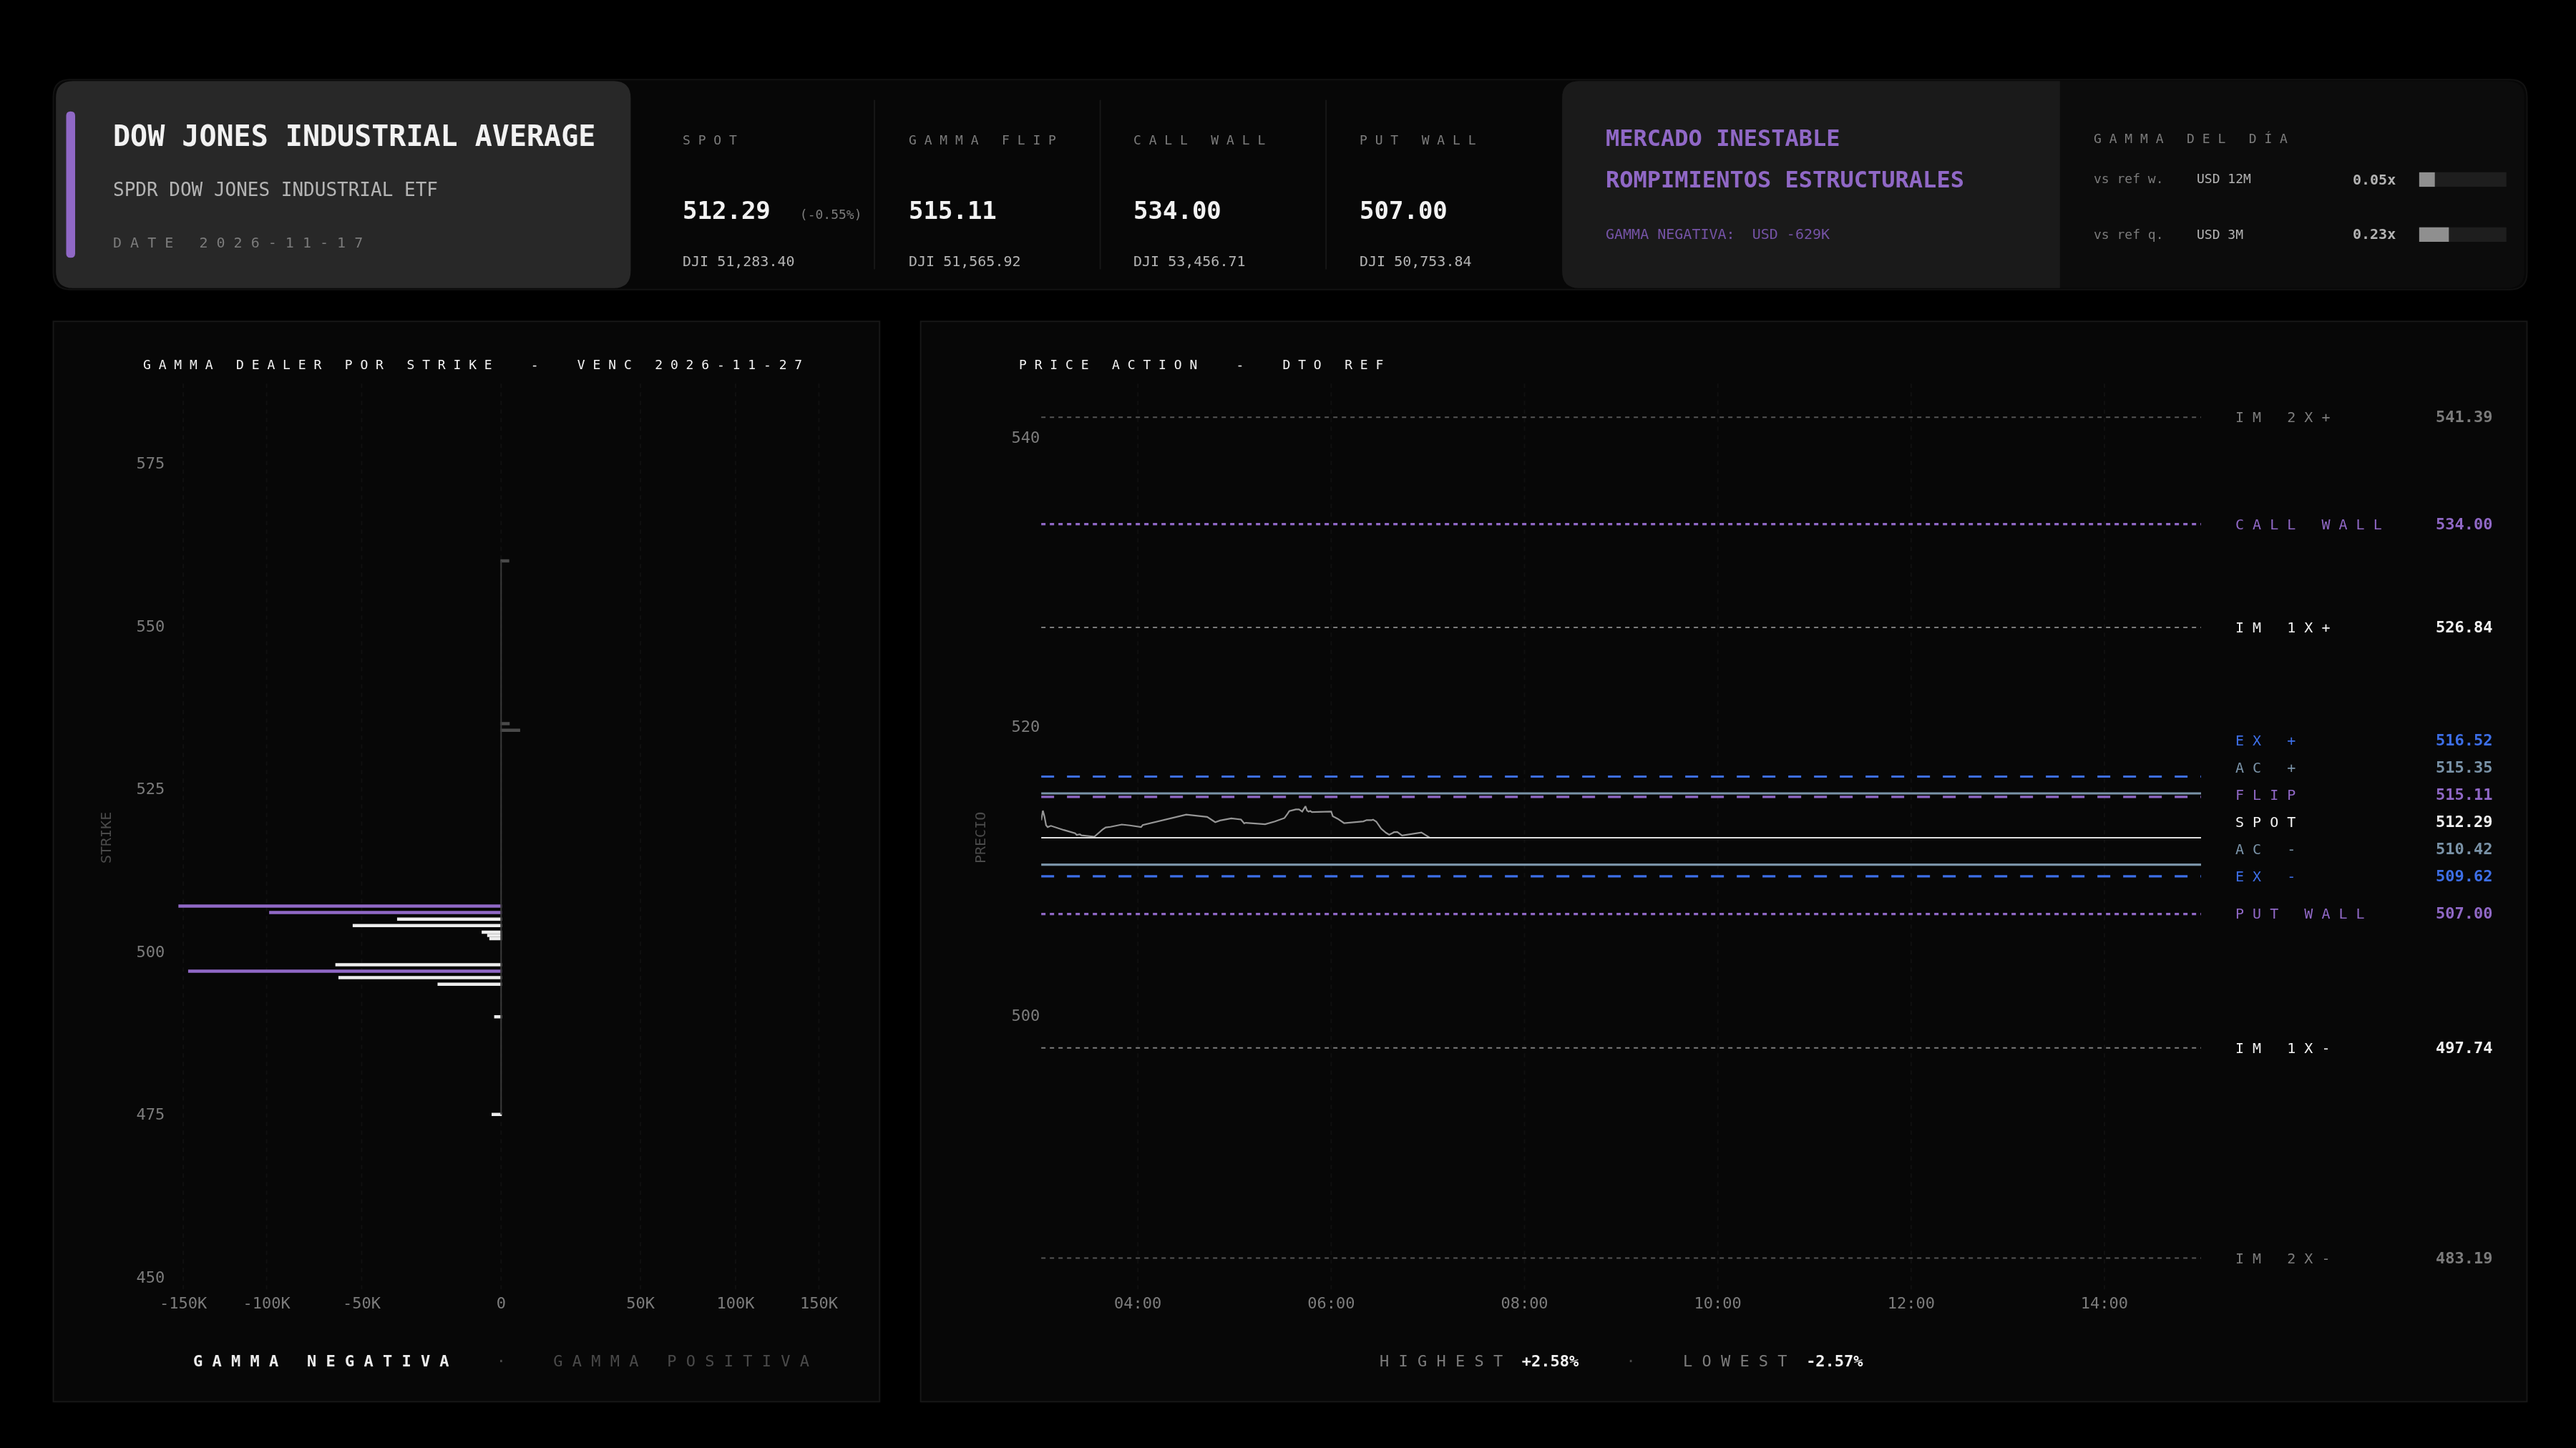 DOW JONES INDUSTRIAL AVERAGE
SPDR DOW JONES INDUSTRIAL ETF
DATE 2026-11-17
SPOT
512.29 (-0.55%)
DJI 51,283.40
GAMMA FLIP
515.11
DJI 51,565.92
CALL WALL
534.00
DJI 53,456.71
PUT WALL
507.00
DJI 50,753.84
MERCADO INESTABLE
ROMPIMIENTOS ESTRUCTURALES
GAMMA NEGATIVA: USD -629K
GAMMA DEL DÍA
vs ref w. USD 12M 0.05x
vs ref q. USD 3M 0.23x
GAMMA DEALER POR STRIKE - VENC 2026-11-27
STRIKE
575
550
525
500
475
450
-150K -100K -50K 0 50K 100K 150K
GAMMA NEGATIVA · GAMMA POSITIVA
PRICE ACTION - DTO REF
PRECIO
540
520
500
04:00 06:00 08:00 10:00 12:00 14:00
IM 2X+ 541.39
CALL WALL 534.00
IM 1X+ 526.84
EX + 516.52
AC + 515.35
FLIP 515.11
SPOT 512.29
AC - 510.42
EX - 509.62
PUT WALL 507.00
IM 1X- 497.74
IM 2X- 483.19
HIGHEST +2.58% · LOWEST -2.57%